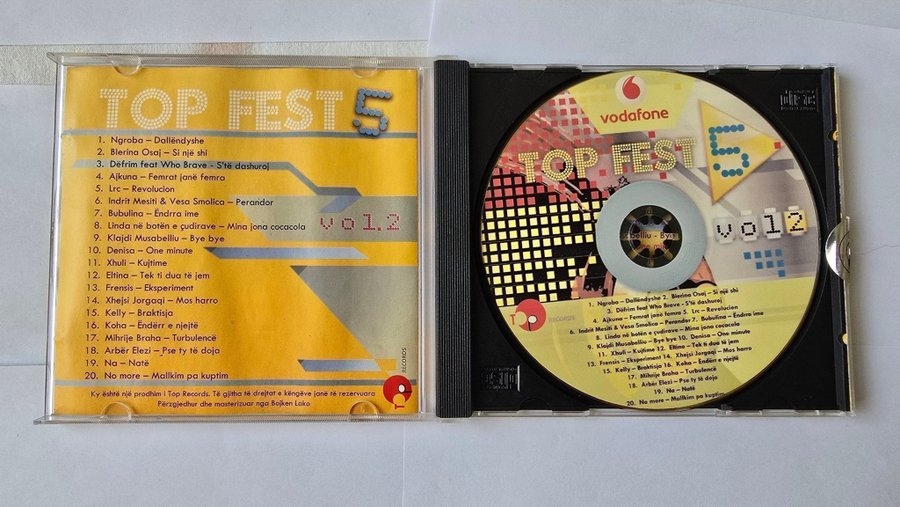 TOP FEST 5
1. Ngroba – Dallëndyshe
2. Blerina Osaj – Si një shi
3. Dëfrim feat Who Brave - S'të dashuroj
4. Ajkuna – Femrat janë femra
5. Lrc – Revolucion
6. Indrit Mesiti & Vesa Smolica – Perandor
7. Bubulina – Ëndrra ime
8. Linda në botën e çudirave – Mina jona cocacola
9. Klajdi Musabelliu – Bye bye
10. Denisa – One minute
11. Xhuli – Kujtime
12. Eltina – Tek ti dua të jem
13. Frensis – Eksperiment
14. Xhejsi Jorgaqi – Mos harro
15. Kelly – Braktisja
16. Koha – Ëndërr e njejtë
17. Mihrije Braha – Turbulencë
18. Arbër Elezi – Pse ty të doja
19. Na – Natë
20. No more – Mallkim pa kuptim
vol.2
Ky është një prodhim i Top Records. Të gjitha të drejtat e këngëve janë të rezervuara
Përzgjedhur dhe masterizuar nga Bojken Lako
TOP RECORDS
vodafone
TOP FEST 5
vol2
TOP RECORDS
1. Ngroba – Dallëndyshe 2. Blerina Osaj – Si një shi
3. Dëfrim feat Who Brave - S'të dashuroj
4. Ajkuna – Femrat janë femra 5. Lrc – Revolucion
6. Indrit Mesiti & Vesa Smolica – Perandor 7. Bubulina – Ëndrra ime
8. Linda në botën e çudirave – Mina jona cocacola
9. Klajdi Musabelliu – Bye bye 10. Denisa – One minute
11. Xhuli – Kujtime 12. Eltina – Tek ti dua të jem
13. Frensis – Eksperiment 14. Xhejsi Jorgaqi – Mos harro
15. Kelly – Braktisja 16. Koha – Ëndërr e njejtë
17. Mihrije Braha – Turbulencë
18. Arbër Elezi – Pse ty të doja
19. Na – Natë
20. No more – Mallkim pa kuptim
disc